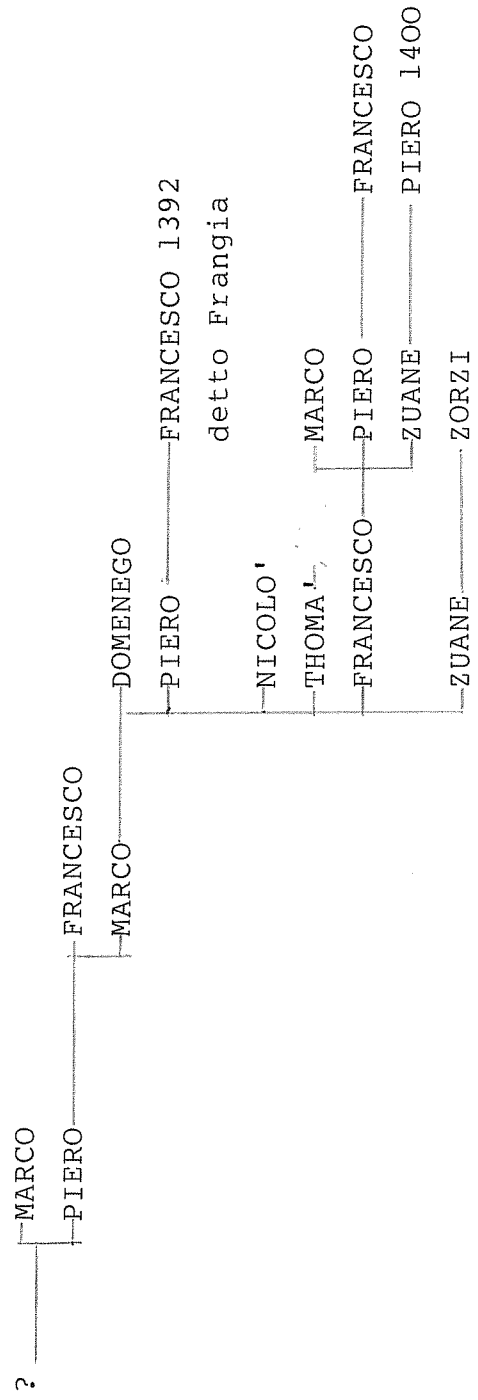 ?
MARCO
PIERO FRANCESCO
MARCO DOMENEGO
PIERO FRANCESCO 1392
detto Frangia
NICOLO'
THOMA' MARCO
FRANCESCO PIERO FRANCESCO
ZUANE PIERO 1400
ZUANE ZORZI